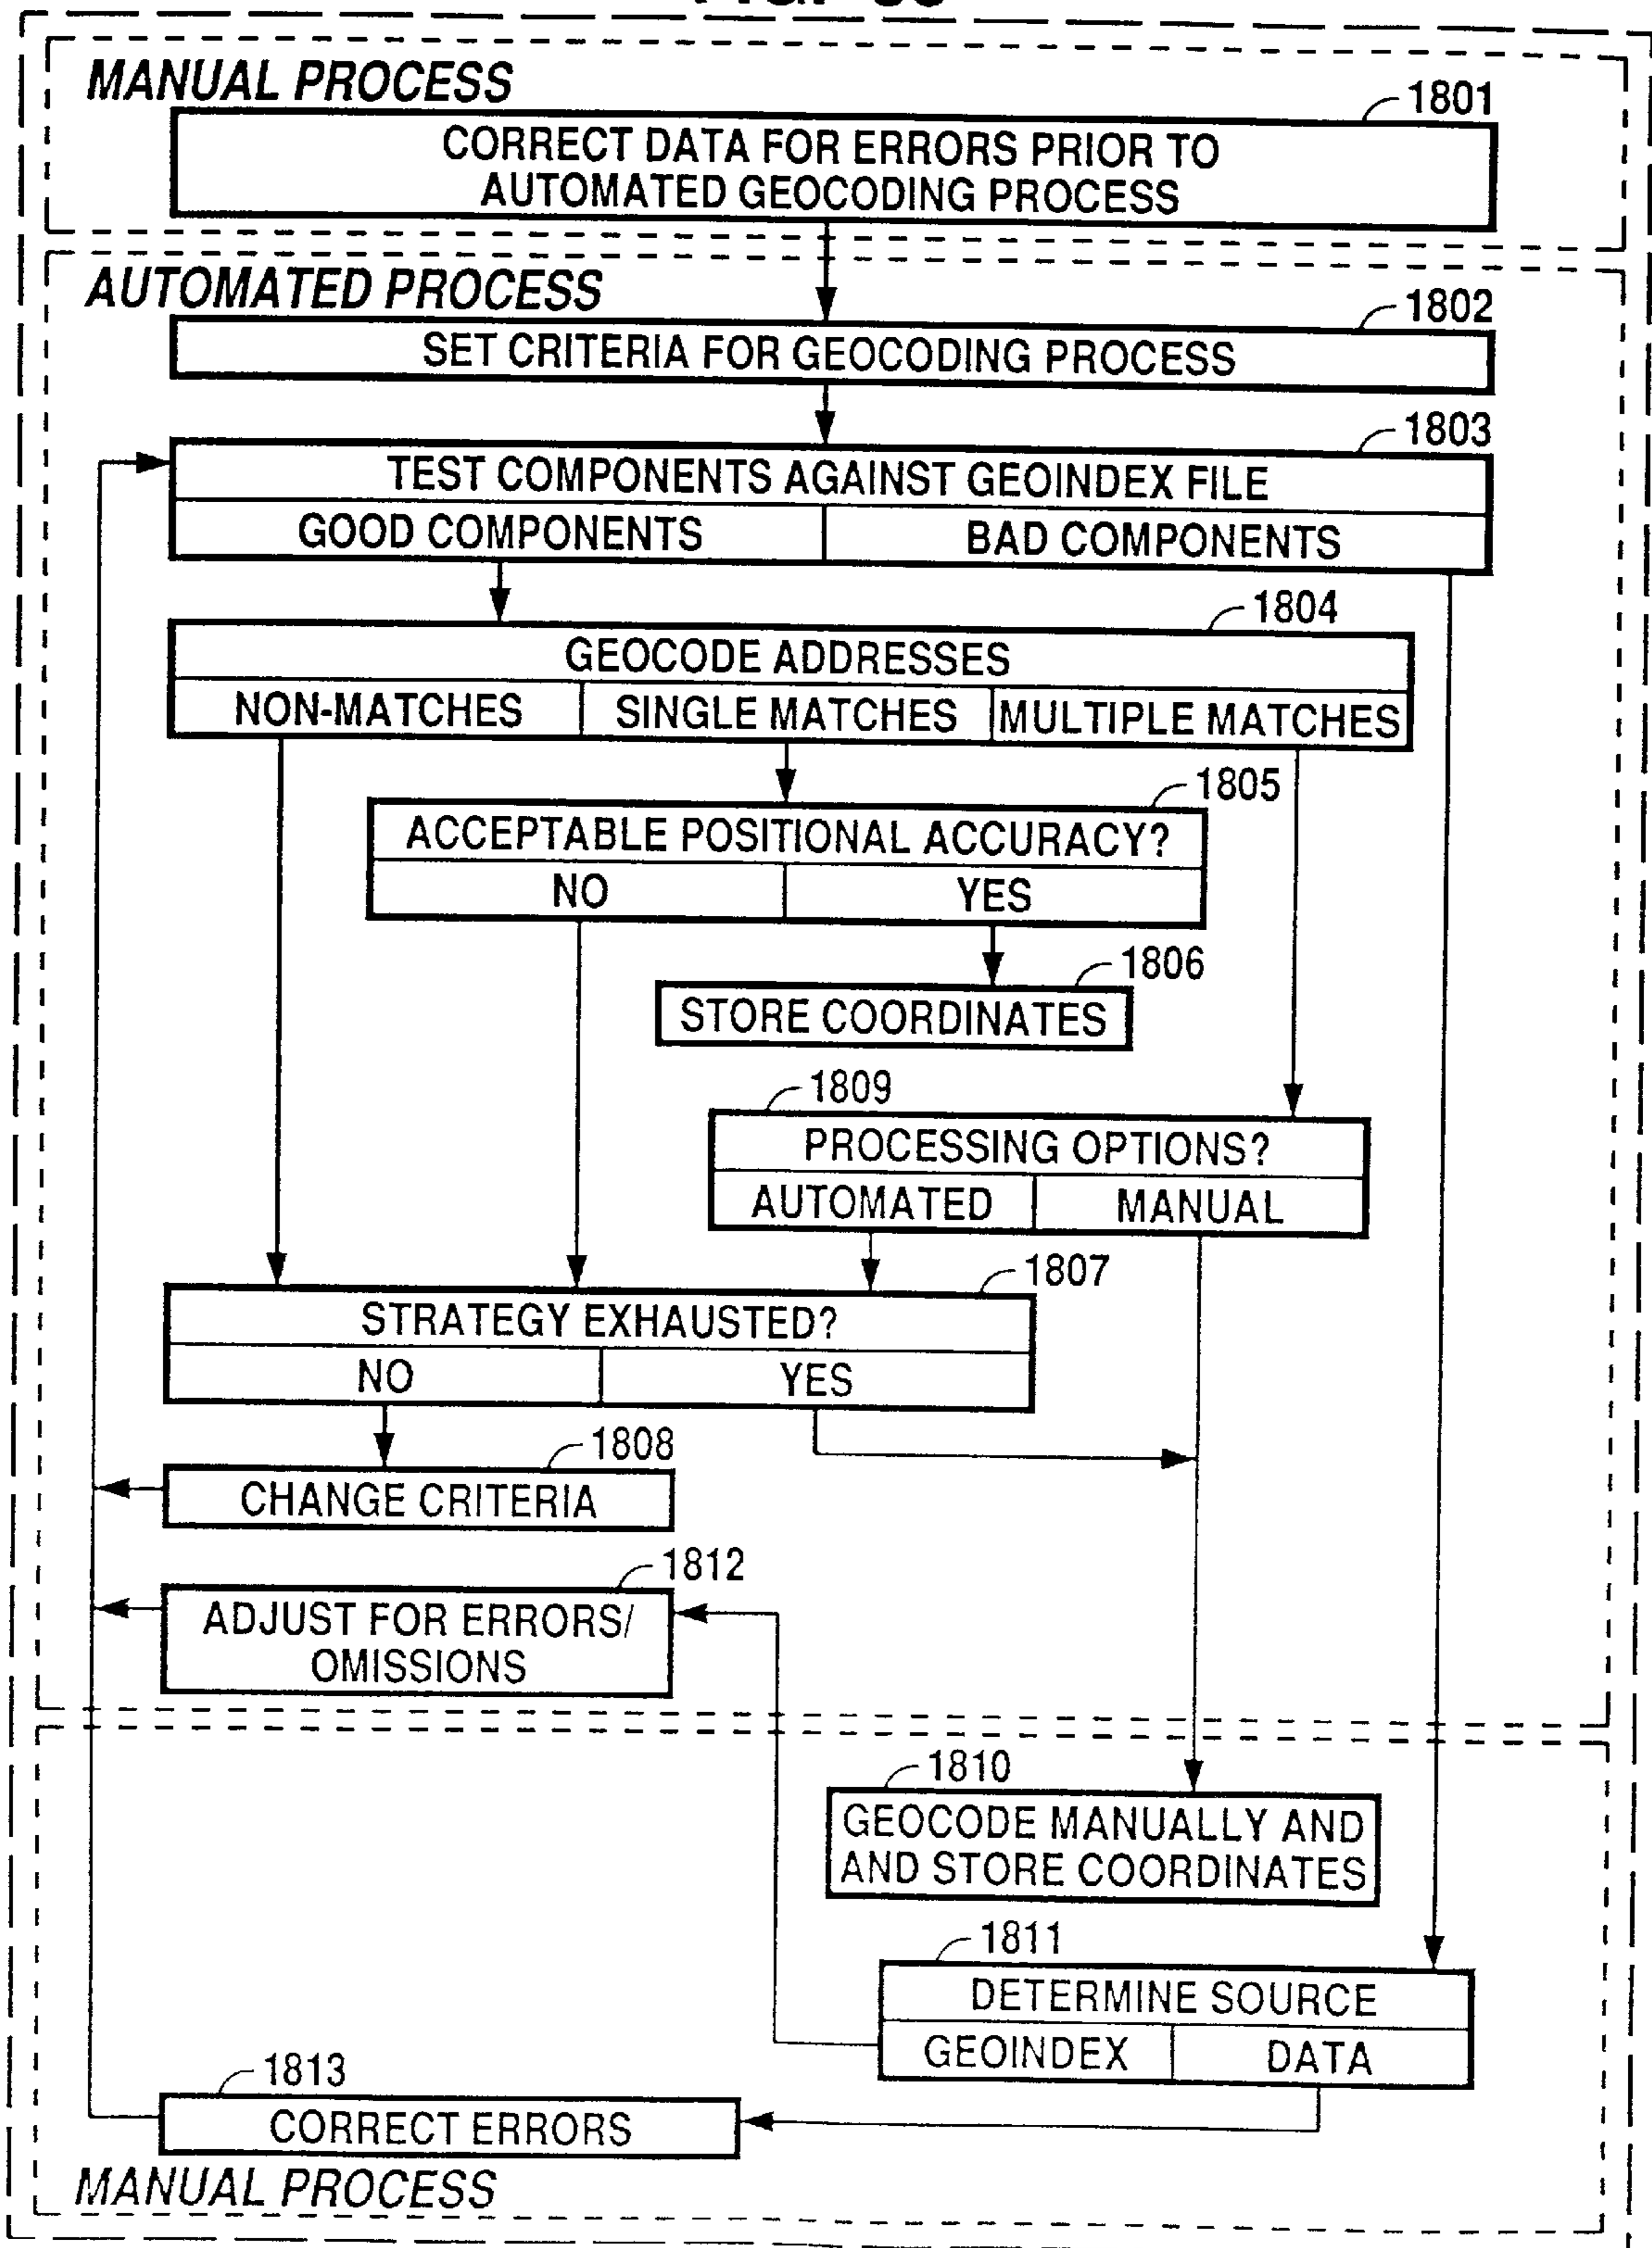 MANUAL PROCESS
1801
CORRECT DATA FOR ERRORS PRIOR TO
AUTOMATED GEOCODING PROCESS
AUTOMATED PROCESS
1802
SET CRITERIA FOR GEOCODING PROCESS
1803
TEST COMPONENTS AGAINST GEOINDEX FILE
GOOD COMPONENTS BAD COMPONENTS
1804
GEOCODE ADDRESSES
NON-MATCHES SINGLE MATCHES MULTIPLE MATCHES
1805
ACCEPTABLE POSITIONAL ACCURACY?
NO YES
1806
STORE COORDINATES
1809
PROCESSING OPTIONS?
AUTOMATED MANUAL
1807
STRATEGY EXHAUSTED?
NO YES
1808
CHANGE CRITERIA
1812
ADJUST FOR ERRORS/
OMISSIONS
1810
GEOCODE MANUALLY AND
AND STORE COORDINATES
1811
DETERMINE SOURCE
GEOINDEX DATA
1813
CORRECT ERRORS
MANUAL PROCESS